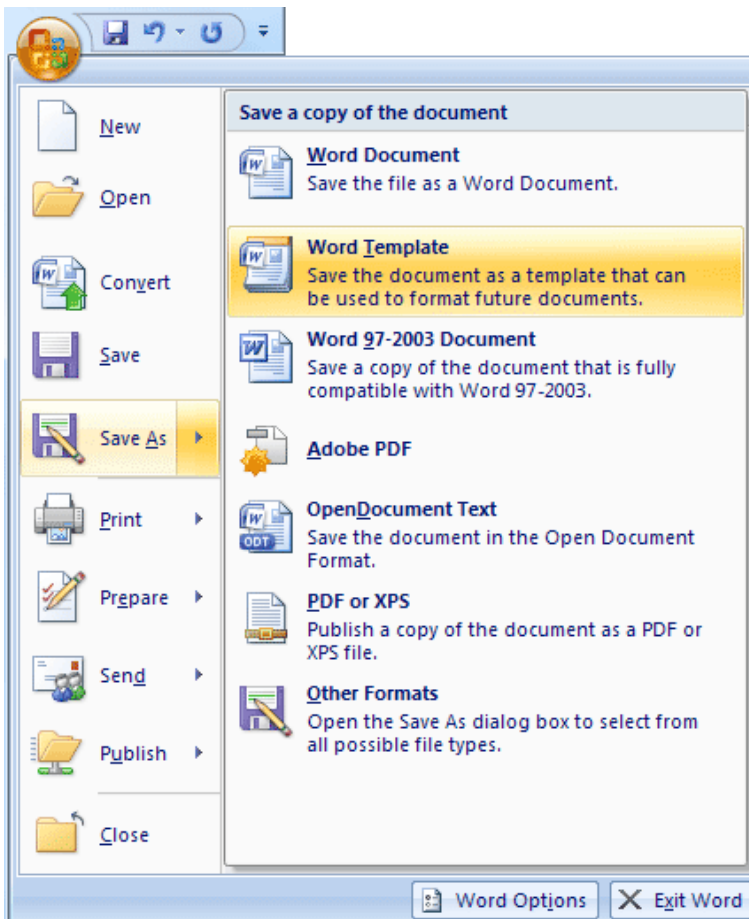 New
Open
Convert
Save
Save As
Print
Prepare
Send
Publish
Close
Save a copy of the document
Word Document
Save the file as a Word Document.
Word Template
Save the document as a template that can
be used to format future documents.
Word 97-2003 Document
Save a copy of the document that is fully
compatible with Word 97-2003.
Adobe PDF
OpenDocument Text
Save the document in the Open Document
Format.
ODT
PDF or XPS
Publish a copy of the document as a PDF or
XPS file.
Other Formats
Open the Save As dialog box to select from
all possible file types.
Word Options
Exit Word